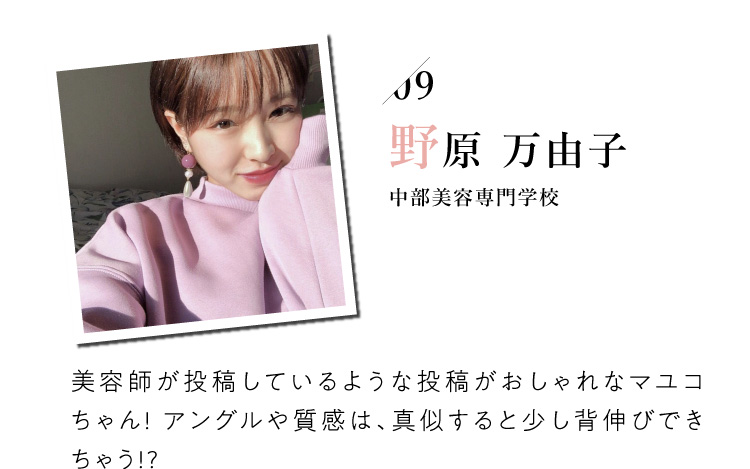 09
野原 万由子
中部美容専門学校
美容師が投稿しているような投稿がおしゃれなマユコ
ちゃん! アングルや質感は、真似すると少し背伸びでき
ちゃう!?